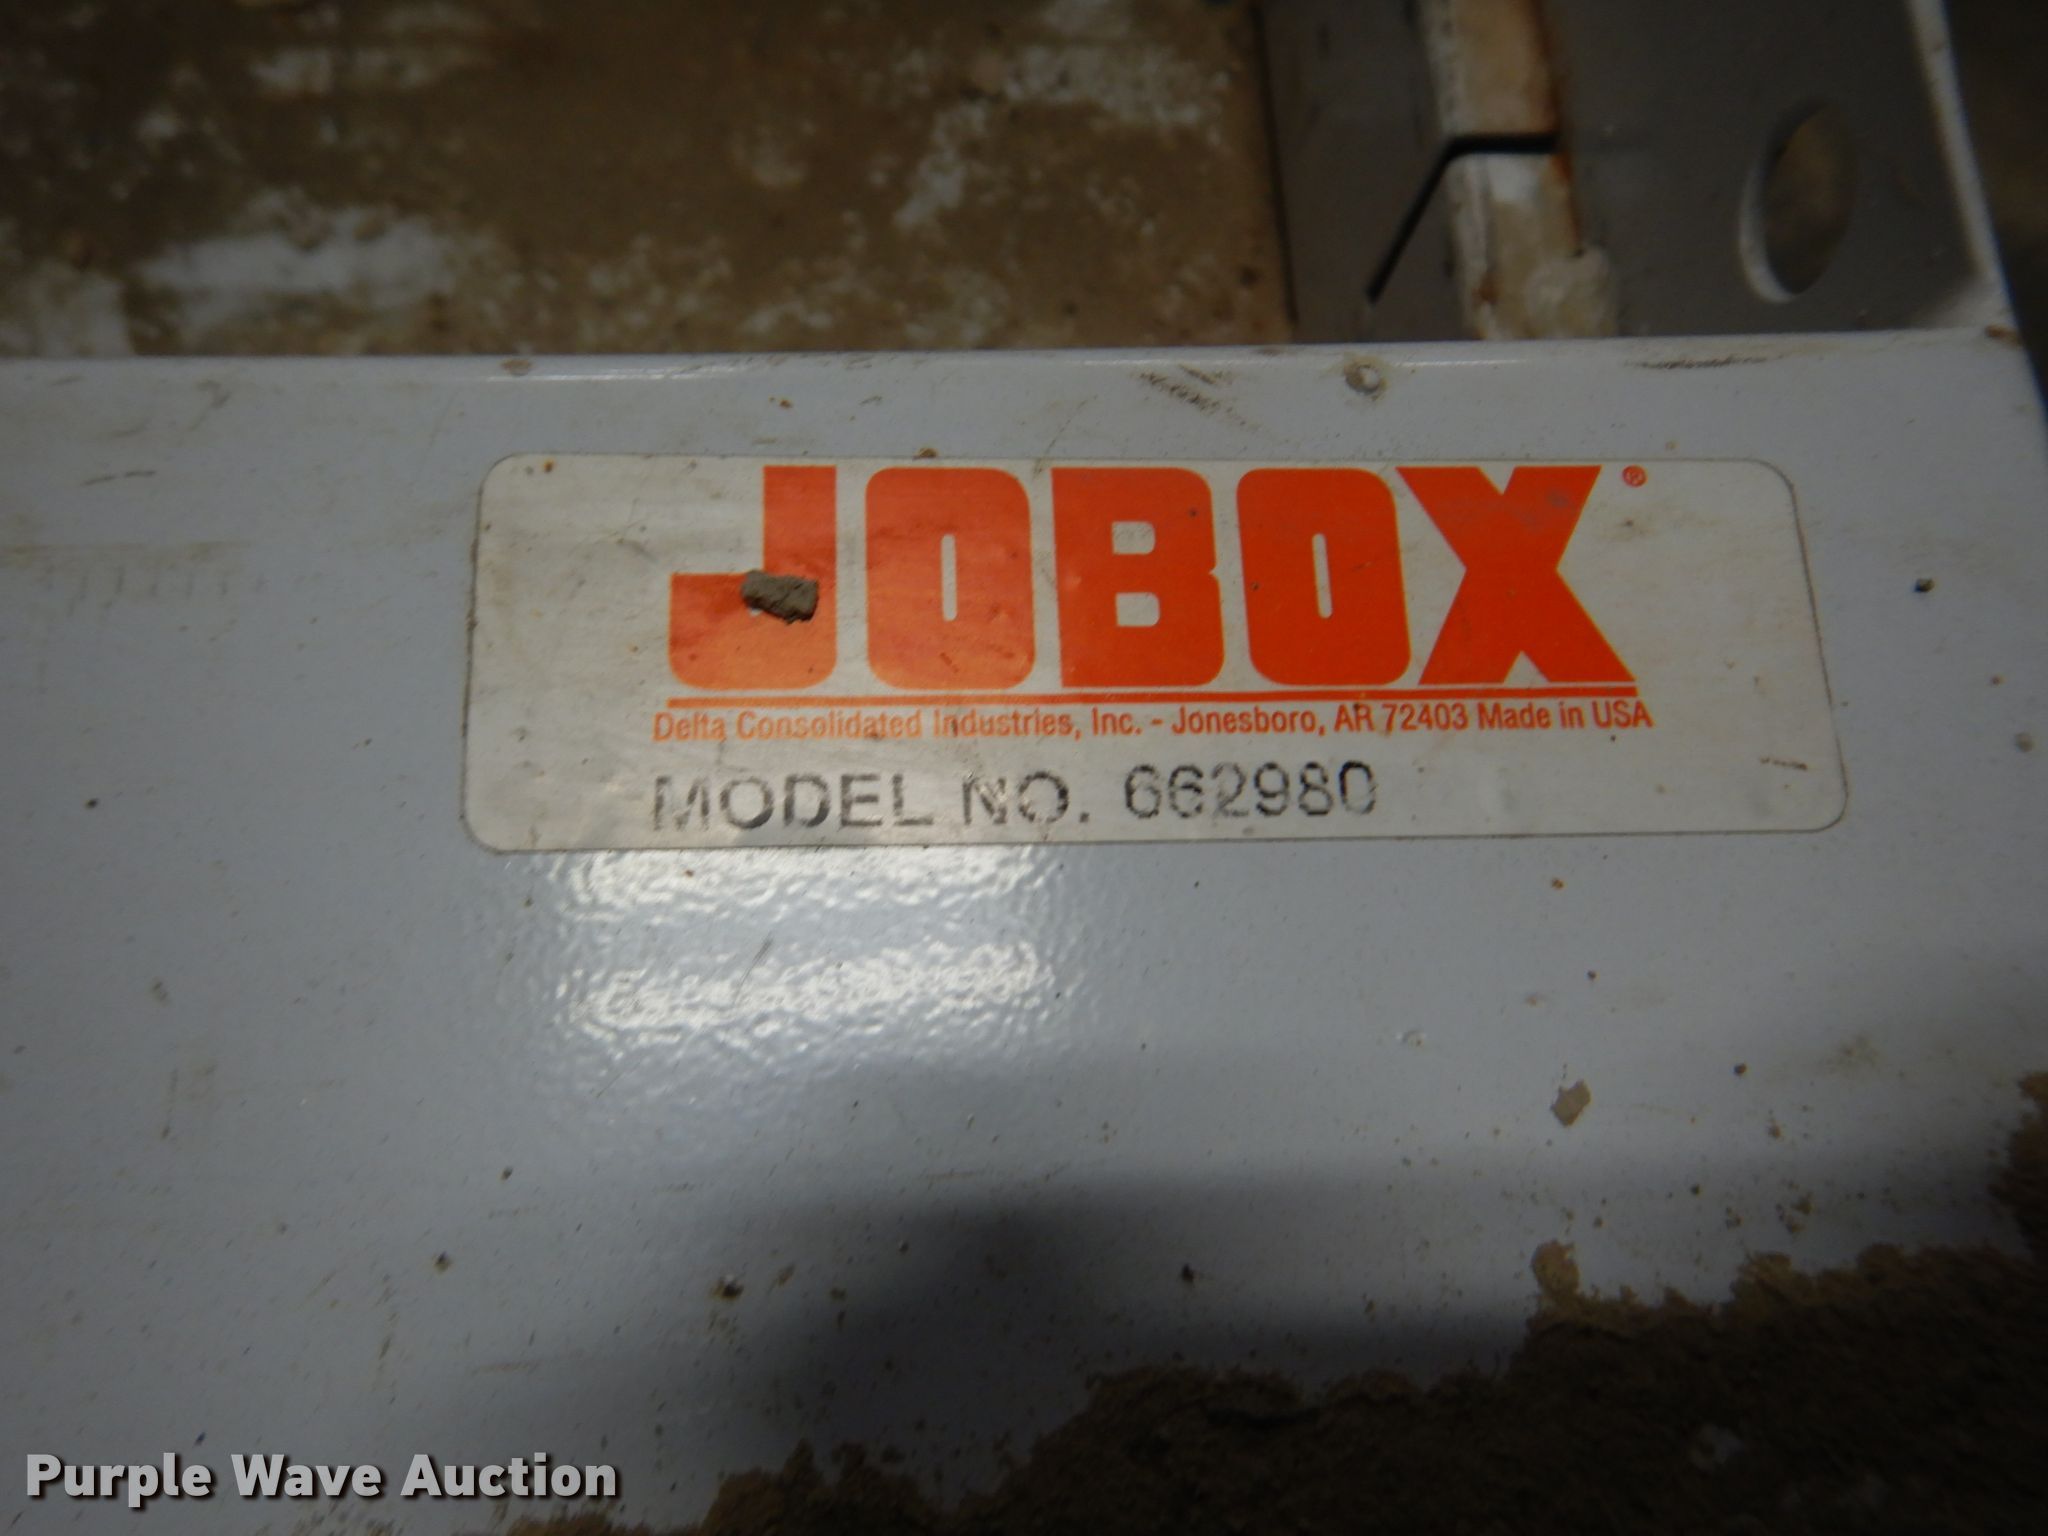 JOBOX®
Delta Consolidated Industries, Inc. - Jonesboro, AR 72403 Made in USA
MODEL NO. 662980
Purple Wave Auction